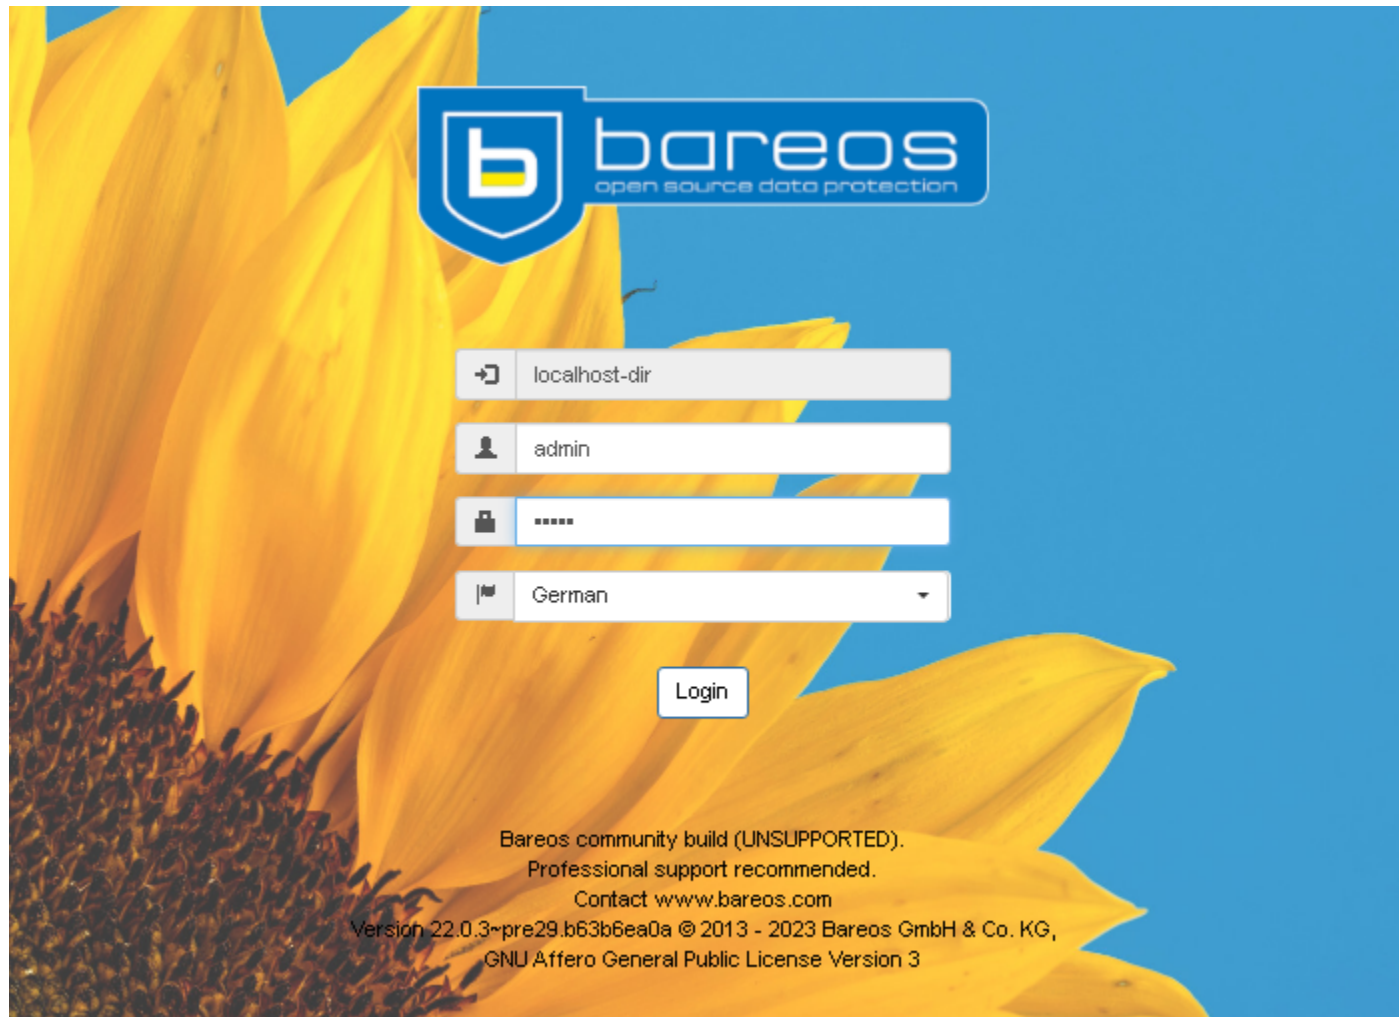 b bareos
open source data protection
localhost-dir
admin
•••••
German
Login
Bareos community build (UNSUPPORTED).
Professional support recommended.
Contact www.bareos.com
Version 22.0.3~pre29.b63b6ea0a © 2013 - 2023 Bareos GmbH & Co. KG,
GNU Affero General Public License Version 3